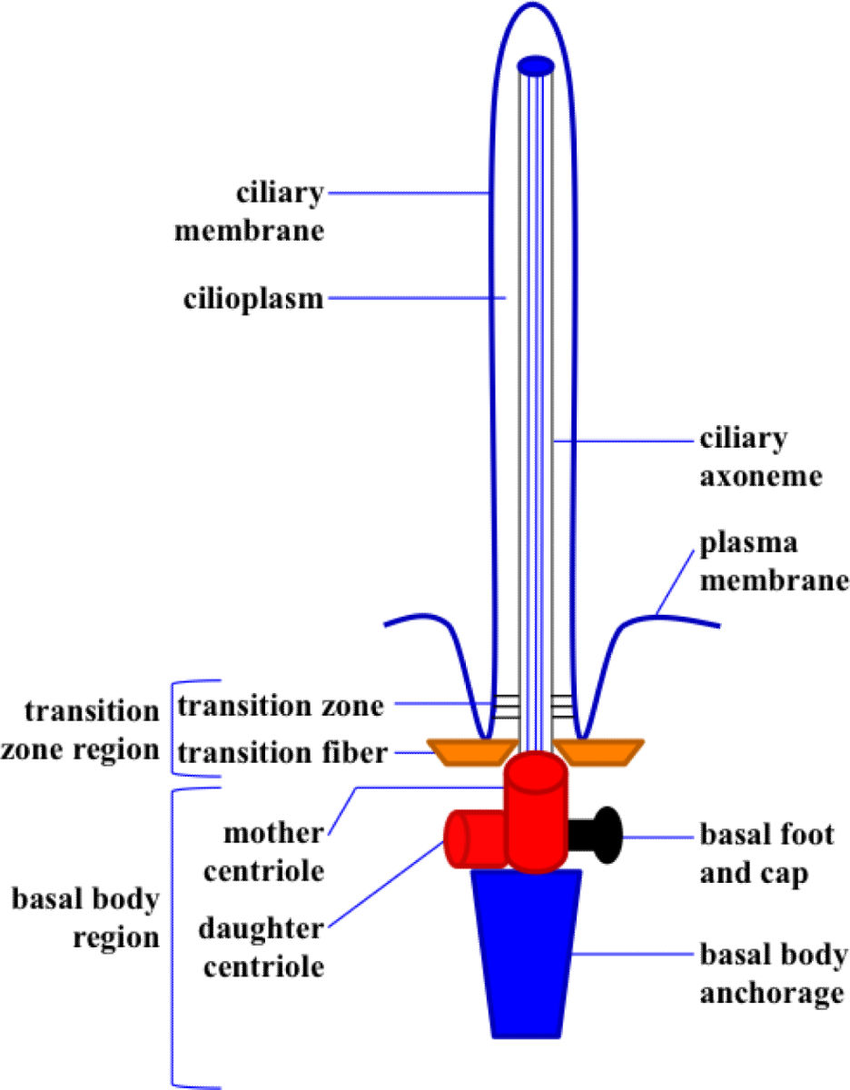 ciliary
membrane
cilioplasm
ciliary
axoneme
plasma
membrane
transition
zone region
transition zone
transition fiber
mother
centriole
basal foot
and cap
basal body
region
daughter
centriole
basal body
anchorage